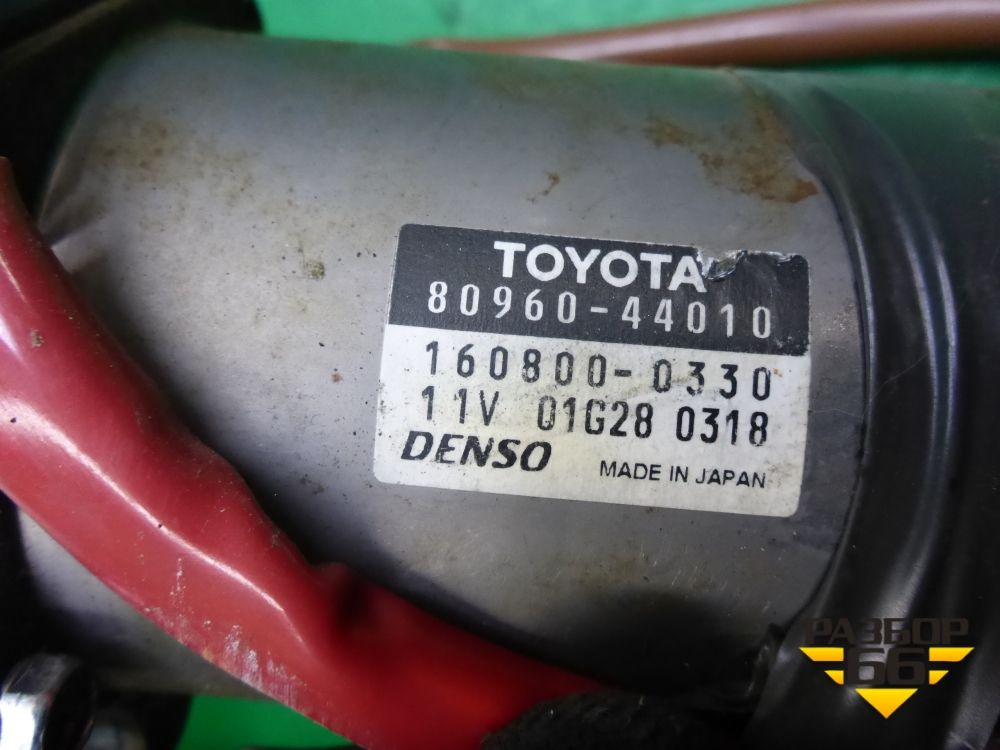 TOYOTA
80960-44010
160800-0330
11V 01G28 0318
DENSO MADE IN JAPAN
РАЗБОР
66